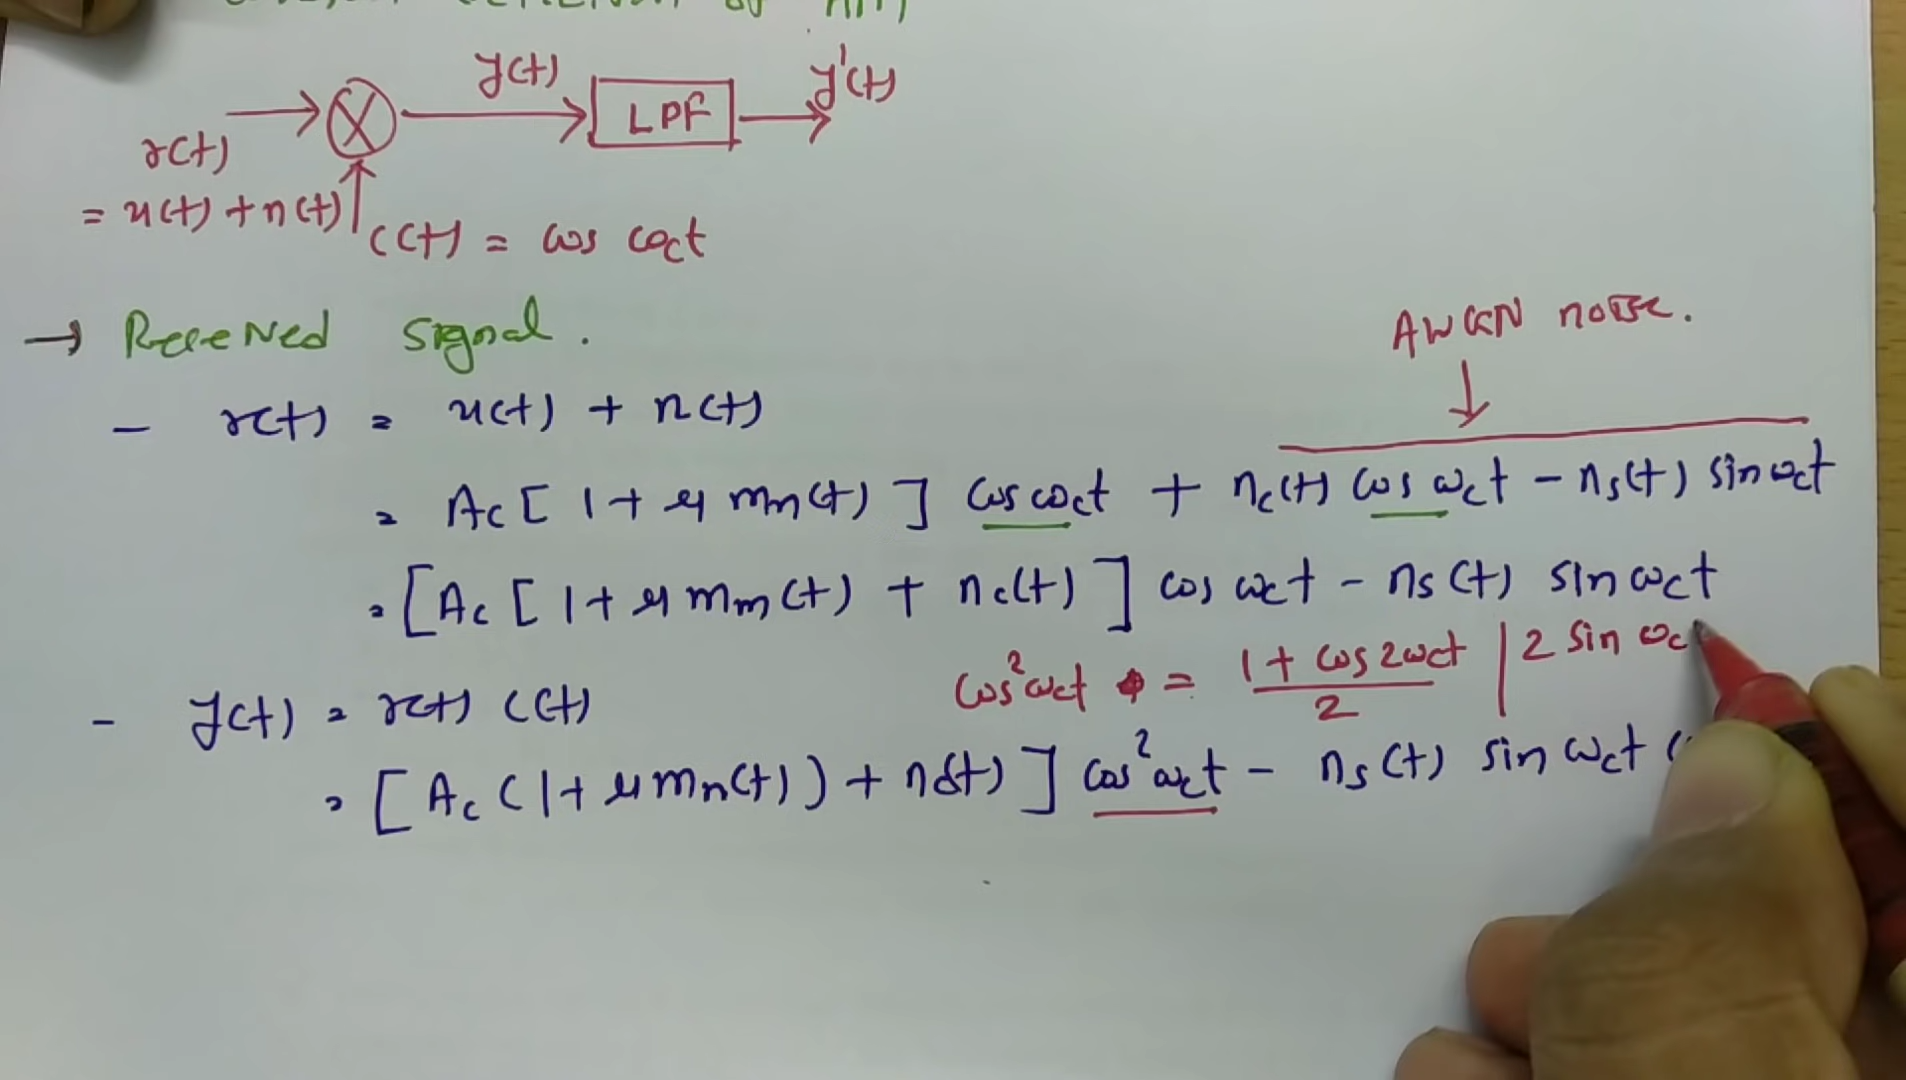 y(t) LPF y'(t)
r(t)
= x(t) + n(t) c(t) = cos ωct
→ Received signal.
AWGN noise.
- r(t) = x(t) + n(t)
= Ac [ 1 + μ mn(t) ] cos ωct + nc(t) cos ωct - ns(t) sin ωct
= [ Ac [ 1 + μ mn(t) + nc(t) ] cos ωct - ns(t) sin ωct
cos²ωct = 1 + cos 2ωct / 2 | 2 sin ωc
- y(t) = r(t) c(t)
= [ Ac ( 1 + μ mn(t) ) + nc(t) ] cos²ωct - ns(t) sin ωct